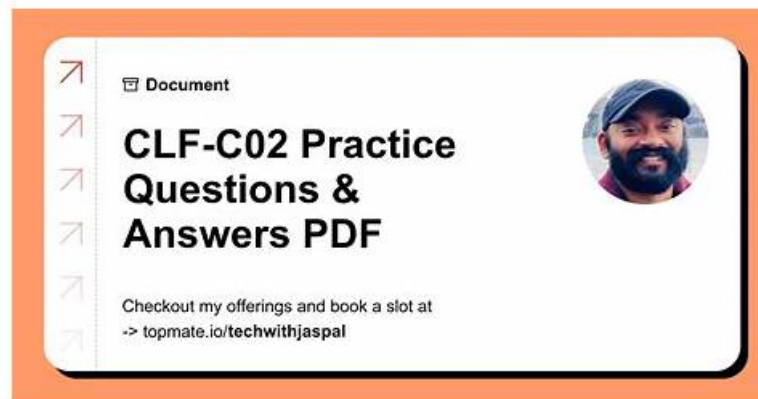 Document
CLF-C02 Practice
Questions &
Answers PDF
Checkout my offerings and book a slot at
-> topmate.io/techwithjaspal